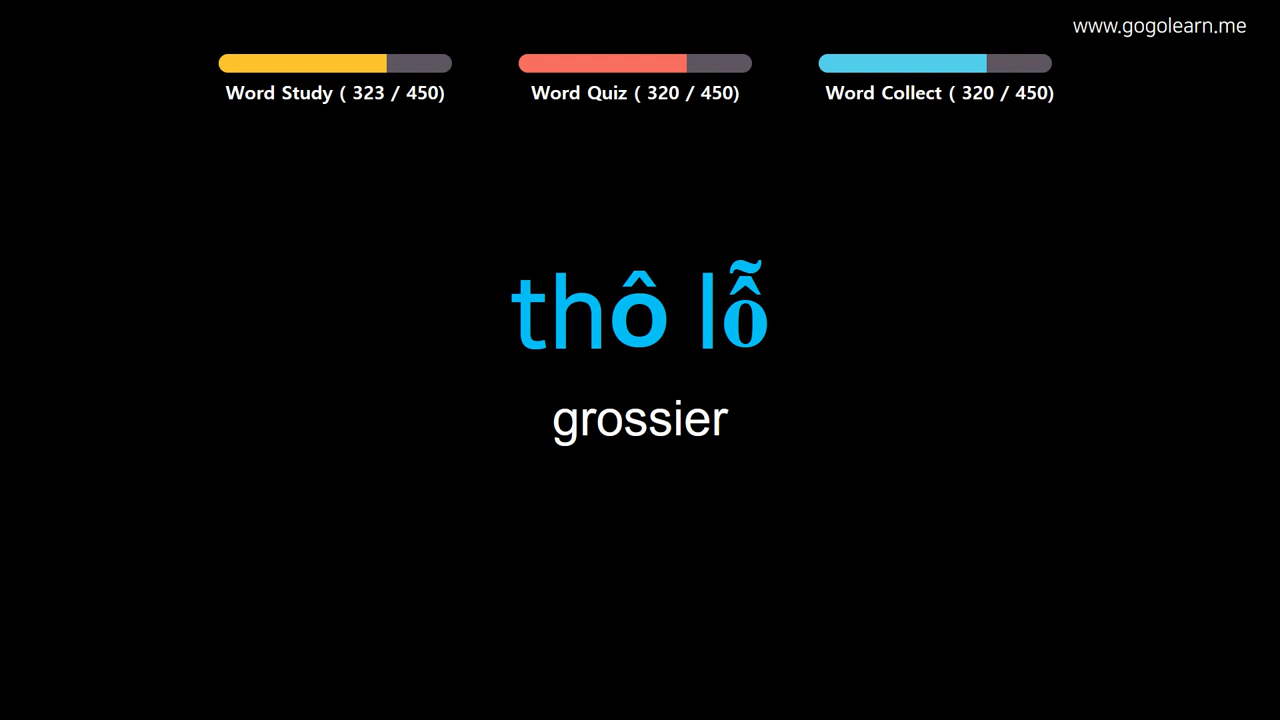 www.gogolearn.me
Word Study ( 323 / 450)
Word Quiz ( 320 / 450)
Word Collect ( 320 / 450)
thô lỗ
grossier